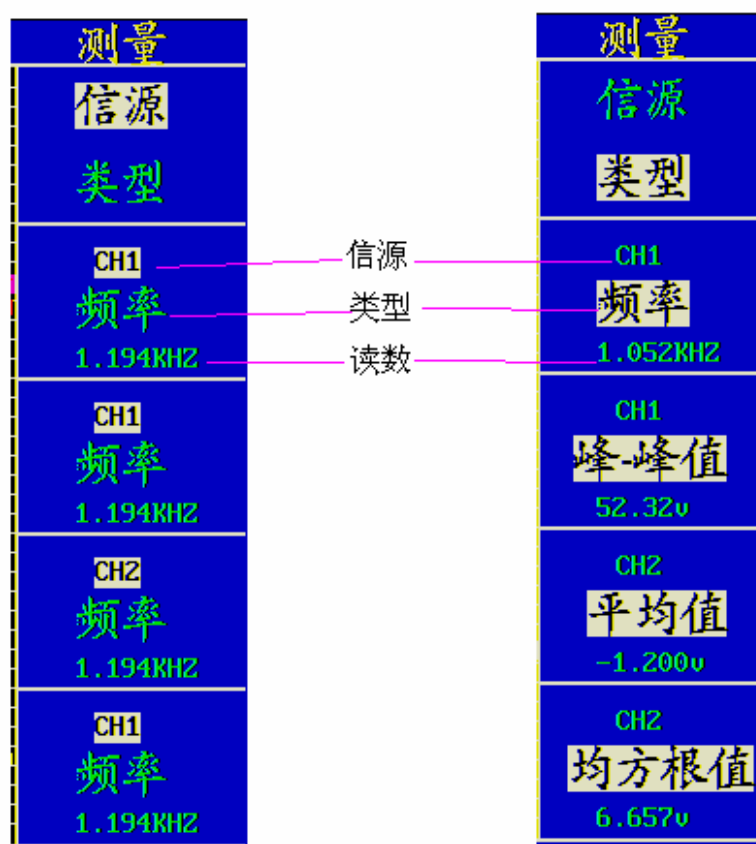 测量
信源
类型
CH1
频率
1.194KHZ
CH1
频率
1.194KHZ
CH2
频率
1.194KHZ
CH1
频率
1.194KHZ
信源
类型
读数
测量
信源
类型
CH1
频率
1.052KHZ
CH1
峰-峰值
52.32v
CH2
平均值
-1.200v
CH2
均方根值
6.657v